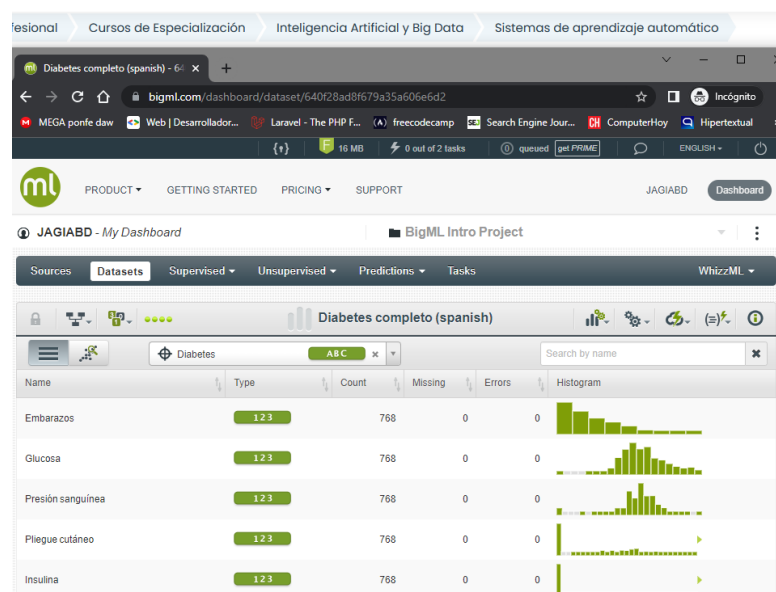 fesional Cursos de Especialización Inteligencia Artificial y Big Data Sistemas de aprendizaje automático
Diabetes completo (spanish) - 64
bigml.com/dashboard/dataset/640f28ad8f679a35a606e6d2 Incógnito
MEGA ponfe daw Web | Desarrollador... Laravel - The PHP F... (A) freecodecamp SEJ Search Engine Jour... CH ComputerHoy Hipertextual
F 16 MB 0 out of 2 tasks 0 queued get PRIME ENGLISH
ml PRODUCT GETTING STARTED PRICING SUPPORT JAGIABD Dashboard
JAGIABD - My Dashboard BigML Intro Project
Sources Datasets Supervised Unsupervised Predictions Tasks WhizzML
Diabetes completo (spanish)
Diabetes ABC Search by name
Name Type Count Missing Errors Histogram
Embarazos 123 768 0 0
Glucosa 123 768 0 0
Presión sanguínea 123 768 0 0
Pliegue cutáneo 123 768 0 0
Insulina 123 768 0 0